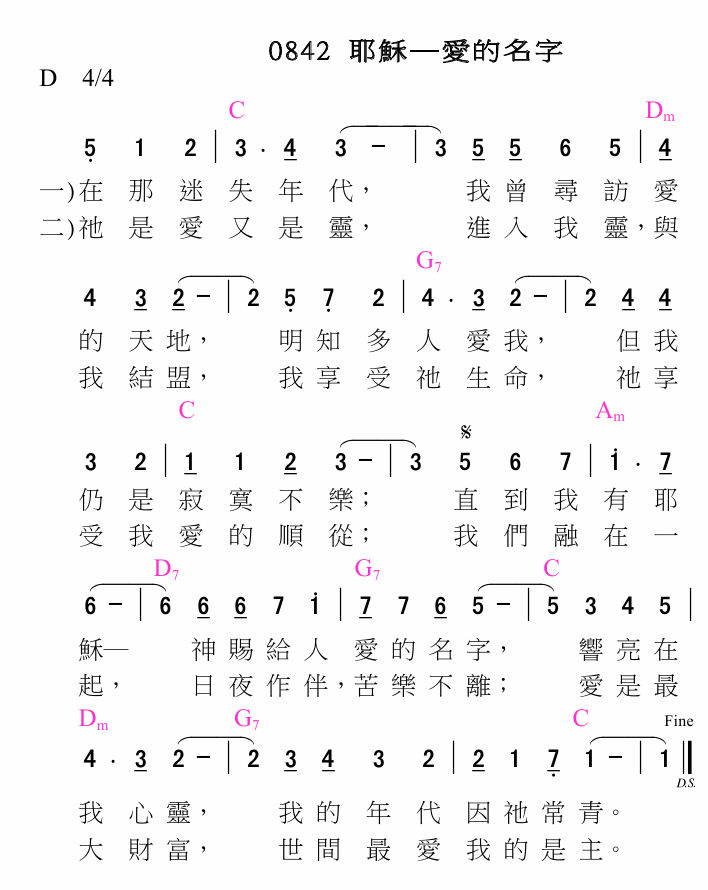 0842 耶穌—愛的名字
D 4/4
C Dm
5 1 2 | 3 . 4 3 - | 3 5 5 6 5 | 4
一)在那迷失年代， 我曾尋訪愛
二)祂是愛又是靈， 進入我靈，與
G7
4 3 2 - | 2 5 7 2 | 4 . 3 2 - | 2 4 4
的天地， 明知多人愛我， 但我
我結盟， 我享受祂生命， 祂享
C Am
𝄋
3 2 | 1 1 2 3 - | 3 5 6 7 | i . 7
仍是寂寞不樂； 直到我有耶
受我愛的順從； 我們融在一
D7 G7 C
6 - | 6 6 6 7 i | 7 7 6 5 - | 5 3 4 5 |
穌— 神賜給人愛的名字， 響亮在
起， 日夜作伴，苦樂不離； 愛是最
Dm G7 C Fine
4 . 3 2 - | 2 3 4 3 2 | 2 1 7 1 - | 1
D.S.
我心靈， 我的年代因祂常青。
大財富， 世間最愛我的是主。